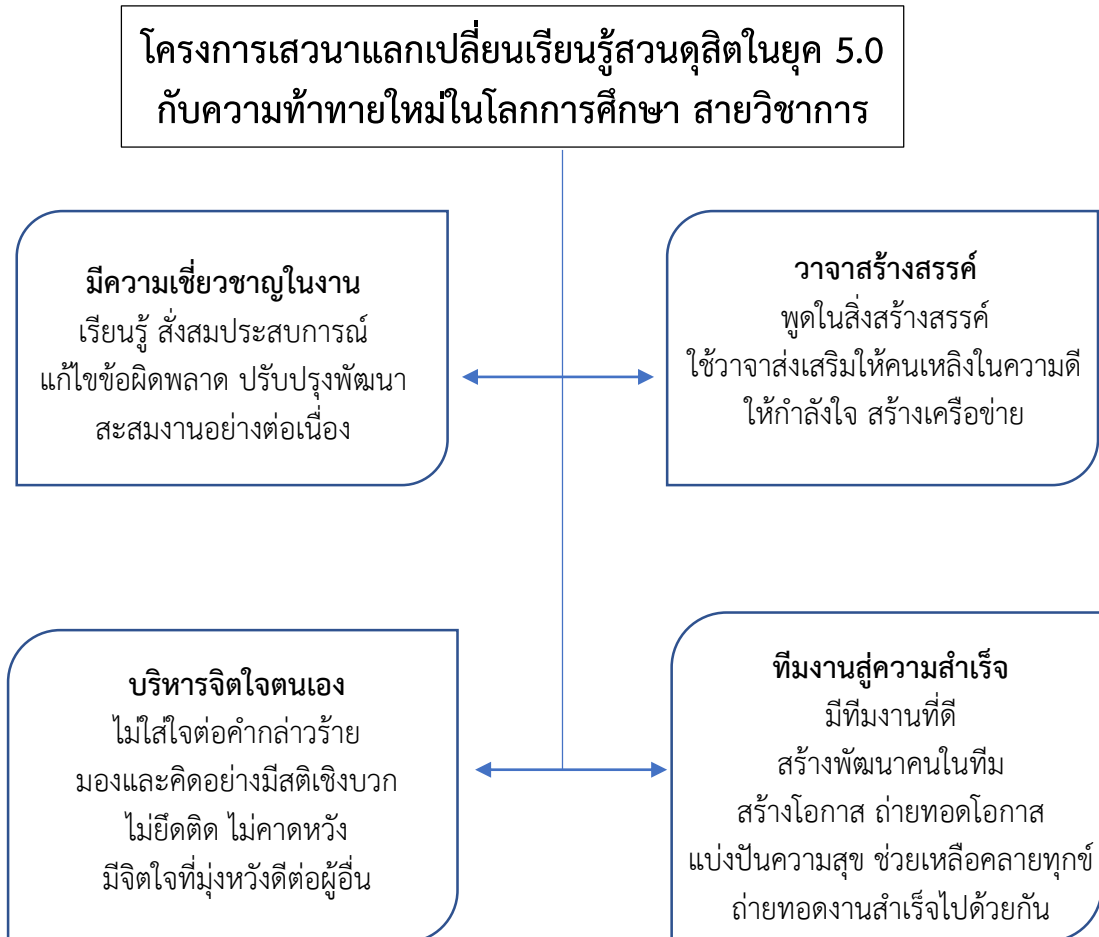 โครงการเสวนาแลกเปลี่ยนเรียนรู้สวนดุสิตในยุค 5.0
กับความท้าทายใหม่ในโลกการศึกษา สายวิชาการ
มีความเชี่ยวชาญในงาน
เรียนรู้ สั่งสมประสบการณ์
แก้ไขข้อผิดพลาด ปรับปรุงพัฒนา
สะสมงานอย่างต่อเนื่อง
วาจาสร้างสรรค์
พูดในสิ่งสร้างสรรค์
ใช้วาจาส่งเสริมให้คนเหลิงในความดี
ให้กำลังใจ สร้างเครือข่าย
บริหารจิตใจตนเอง
ไม่ใส่ใจต่อคำกล่าวร้าย
มองและคิดอย่างมีสติเชิงบวก
ไม่ยึดติด ไม่คาดหวัง
มีจิตใจที่มุ่งหวังดีต่อผู้อื่น
ทีมงานสู่ความสำเร็จ
มีทีมงานที่ดี
สร้างพัฒนาคนในทีม
สร้างโอกาส ถ่ายทอดโอกาส
แบ่งปันความสุข ช่วยเหลือคลายทุกข์
ถ่ายทอดงานสำเร็จไปด้วยกัน